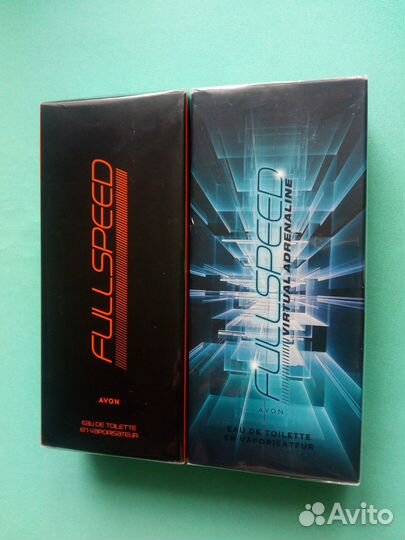 FULL SPEED
AVON
EAU DE TOILETTE
EN VAPORISATEUR
FULL SPEED
VIRTUAL ADRENALINE
AVON
EAU DE TOILETTE
EN VAPORISATEUR
Avito